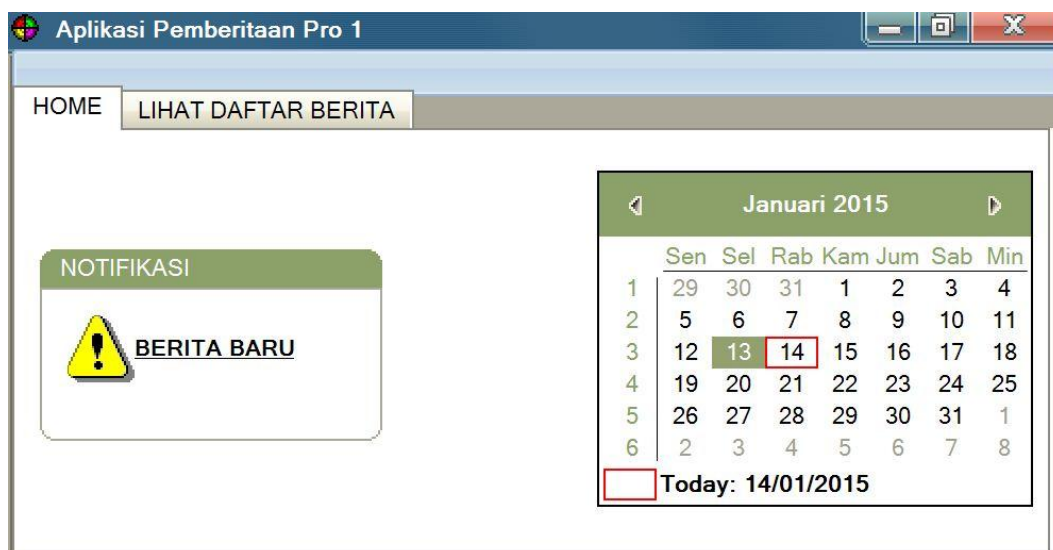 Aplikasi Pemberitaan Pro 1
HOME LIHAT DAFTAR BERITA
NOTIFIKASI
BERITA BARU
Januari 2015
Sen Sel Rab Kam Jum Sab Min
1 29 30 31 1 2 3 4
2 5 6 7 8 9 10 11
3 12 13 14 15 16 17 18
4 19 20 21 22 23 24 25
5 26 27 28 29 30 31 1
6 2 3 4 5 6 7 8
Today: 14/01/2015